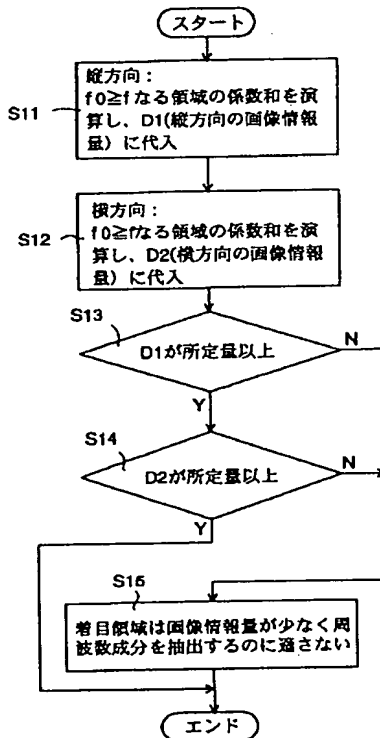 スタート
S11
縦方向：
f0≧fなる領域の係数和を演
算し、D1(縦方向の画像情報
量）に代入
S12
横方向：
f0≧fなる領域の係数和を演
算し、D2(横方向の画像情報
量）に代入
S13
D1が所定量以上
N
Y
S14
D2が所定量以上
N
Y
S15
着目領域は画像情報量が少なく周
波数成分を抽出するのに適さない
エンド